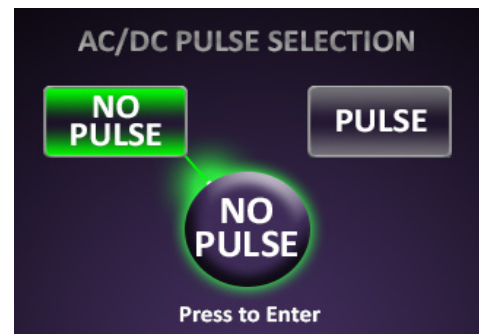 AC/DC PULSE SELECTION
NO
PULSE
PULSE
NO
PULSE
Press to Enter